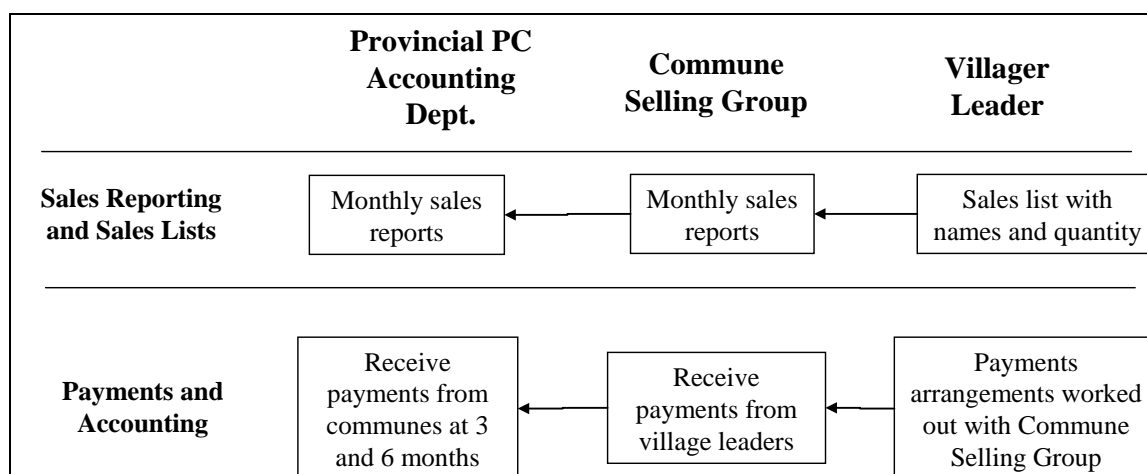 Provincial PC
Accounting
Dept.
Commune
Selling Group
Villager
Leader
Sales Reporting
and Sales Lists
Monthly sales
reports
Monthly sales
reports
Sales list with
names and quantity
Payments and
Accounting
Receive
payments from
communes at 3
and 6 months
Receive
payments from
village leaders
Payments
arrangements worked
out with Commune
Selling Group